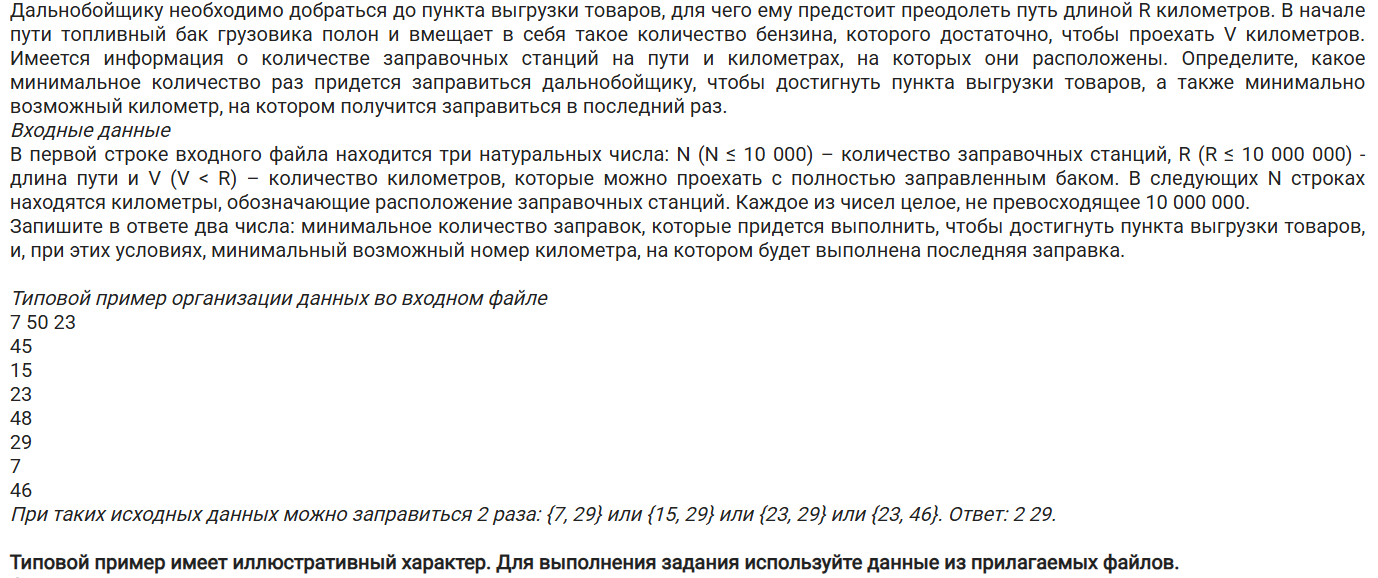 Дальнобойщику необходимо добраться до пункта выгрузки товаров, для чего ему предстоит преодолеть путь длиной R километров. В начале
пути топливный бак грузовика полон и вмещает в себя такое количество бензина, которого достаточно, чтобы проехать V километров.
Имеется информация о количестве заправочных станций на пути и километрах, на которых они расположены. Определите, какое
минимальное количество раз придется заправиться дальнобойщику, чтобы достигнуть пункта выгрузки товаров, а также минимально
возможный километр, на котором получится заправиться в последний раз.
Входные данные
В первой строке входного файла находится три натуральных числа: N (N ≤ 10 000) – количество заправочных станций, R (R ≤ 10 000 000) -
длина пути и V (V < R) – количество километров, которые можно проехать с полностью заправленным баком. В следующих N строках
находятся километры, обозначающие расположение заправочных станций. Каждое из чисел целое, не превосходящее 10 000 000.
Запишите в ответе два числа: минимальное количество заправок, которые придется выполнить, чтобы достигнуть пункта выгрузки товаров,
и, при этих условиях, минимальный возможный номер километра, на котором будет выполнена последняя заправка.
Типовой пример организации данных во входном файле
7 50 23
45
15
23
48
29
7
46
При таких исходных данных можно заправиться 2 раза: {7, 29} или {15, 29} или {23, 29} или {23, 46}. Ответ: 2 29.
Типовой пример имеет иллюстративный характер. Для выполнения задания используйте данные из прилагаемых файлов.